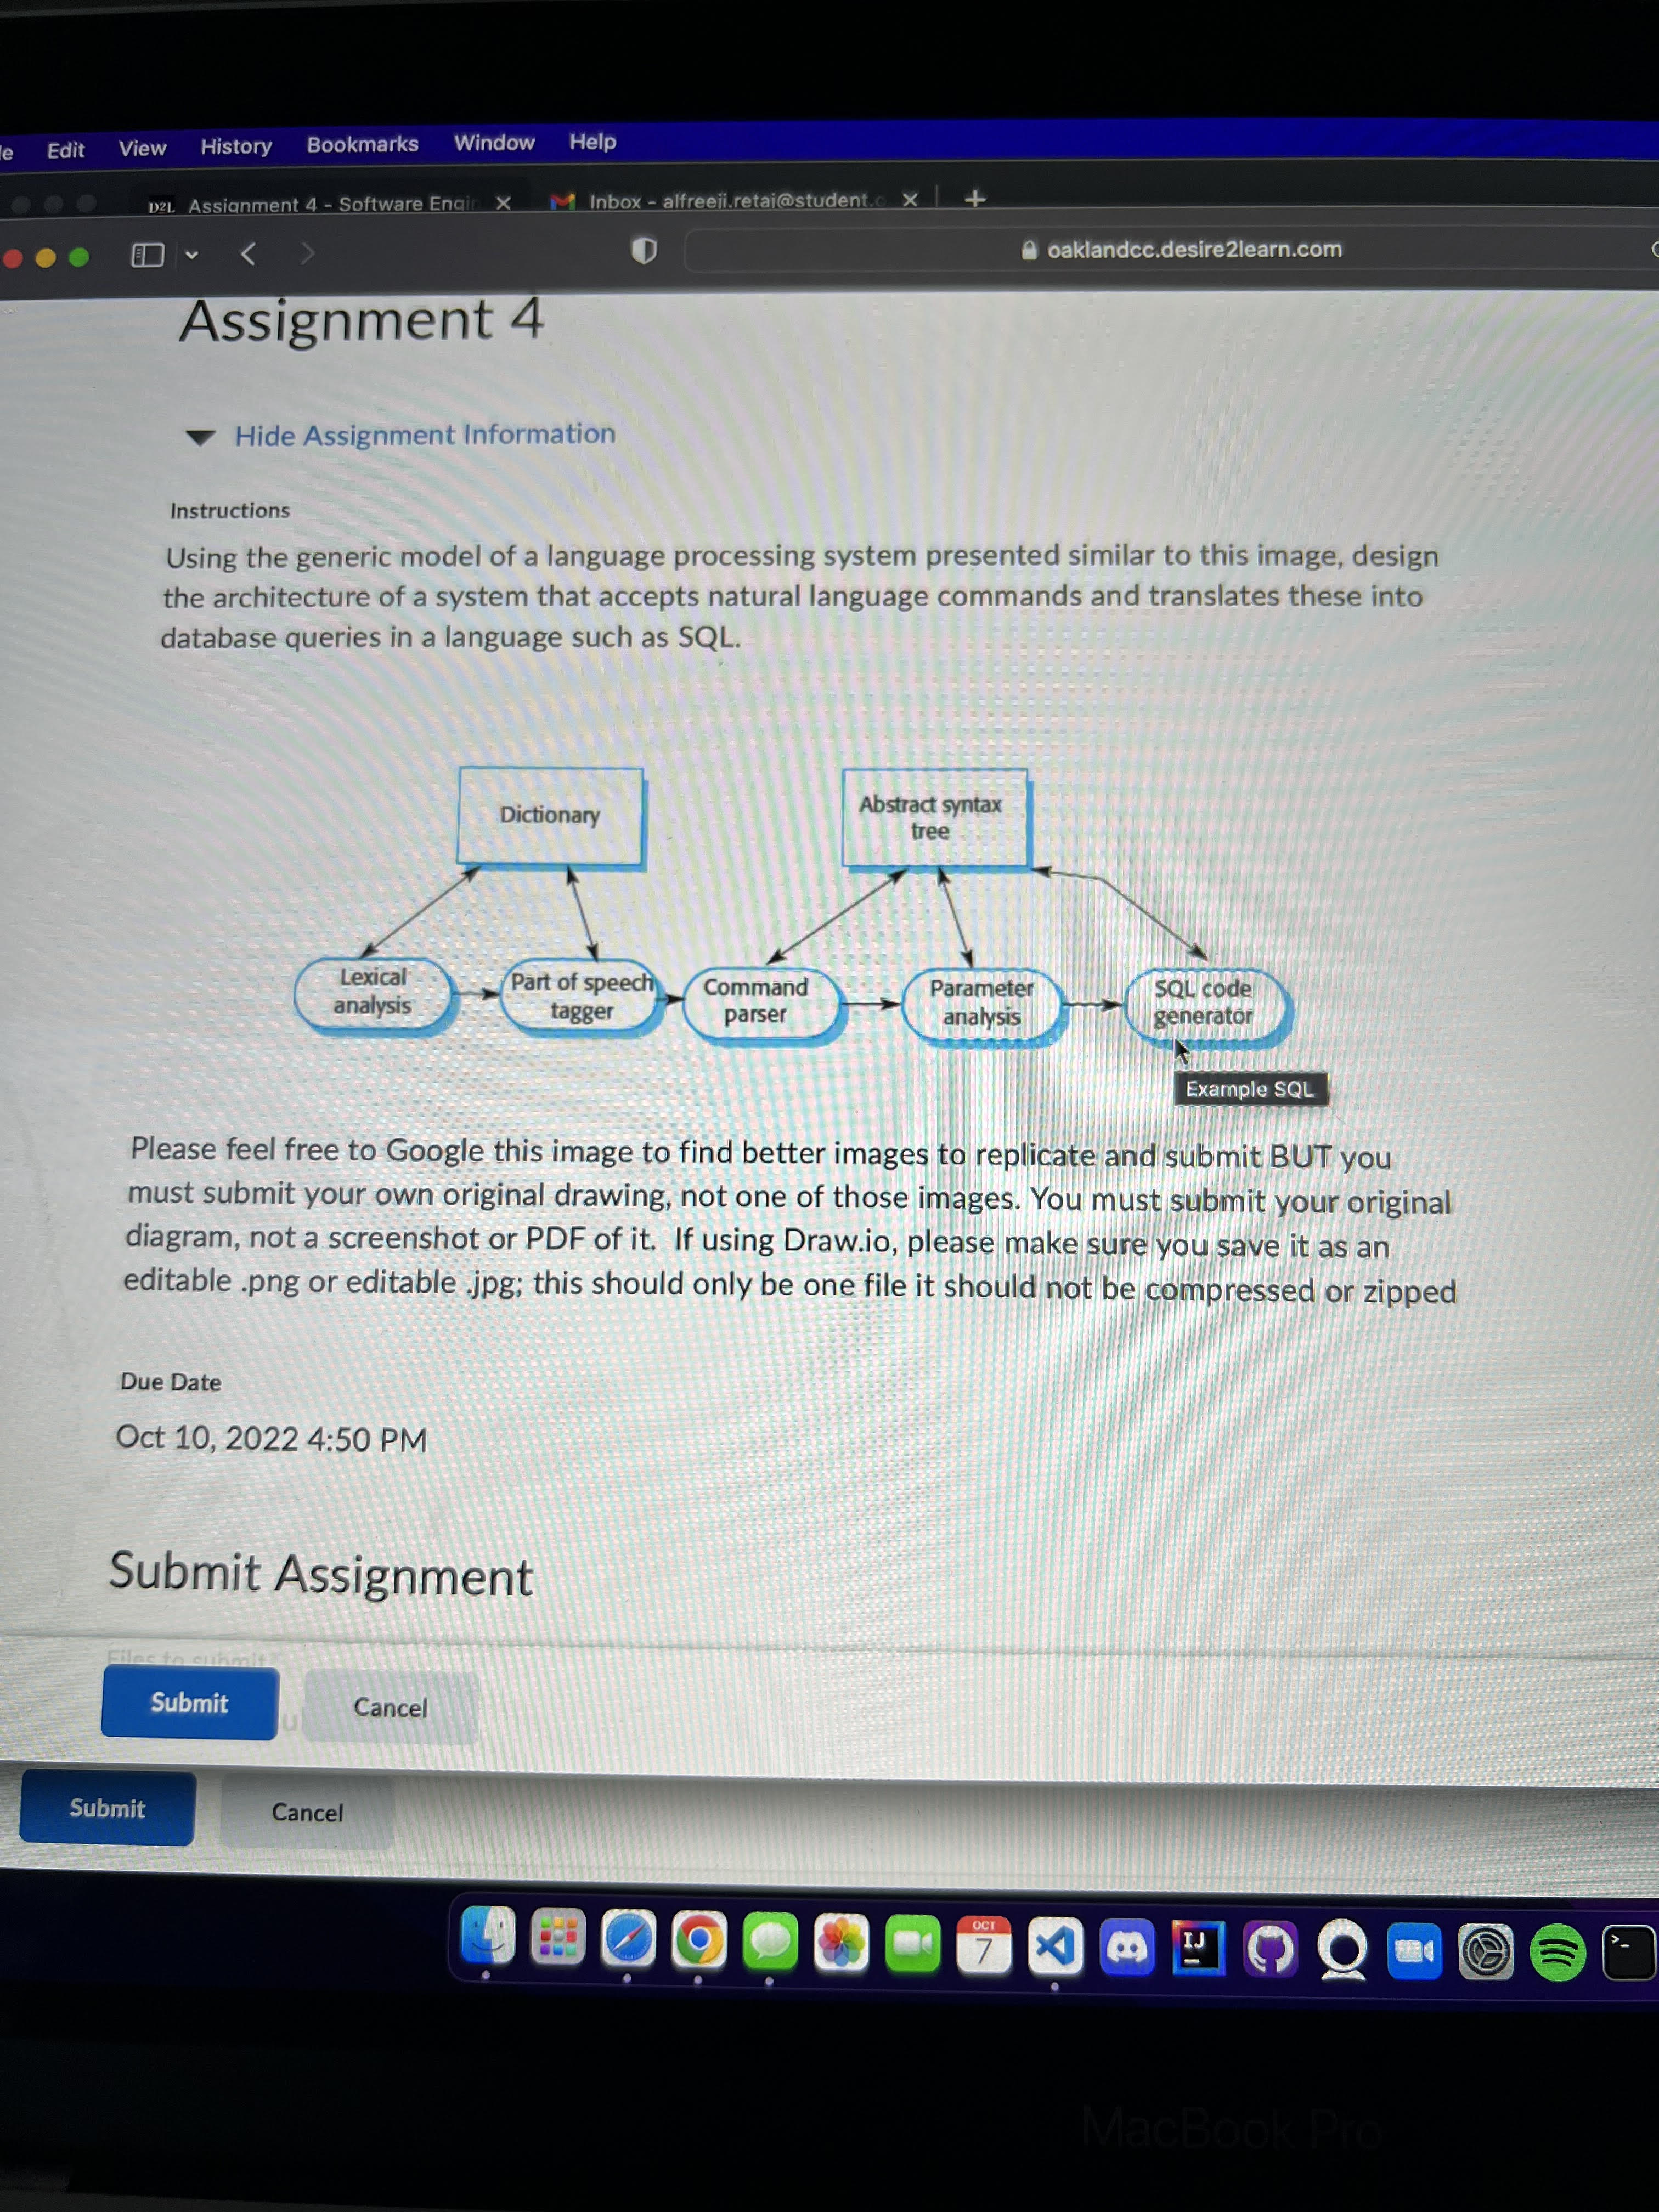 Edit View History Bookmarks Window Help
D2L Assignment 4 - Software Engin
Inbox - alfreeji.retaj@student.o
oaklandcc.desire2learn.com
Assignment 4
Hide Assignment Information
Instructions
Using the generic model of a language processing system presented similar to this image, design
the architecture of a system that accepts natural language commands and translates these into
database queries in a language such as SQL.
Dictionary
Abstract syntax
tree
Lexical
analysis
Part of speech
tagger
Command
parser
Parameter
analysis
SQL code
generator
Example SQL
Please feel free to Google this image to find better images to replicate and submit BUT you
must submit your own original drawing, not one of those images. You must submit your original
diagram, not a screenshot or PDF of it. If using Draw.io, please make sure you save it as an
editable .png or editable .jpg; this should only be one file it should not be compressed or zipped
Due Date
Oct 10, 2022 4:50 PM
Submit Assignment
Files to submit
Submit Cancel
Submit Cancel
OCT
7
IJ
MacBook Pro